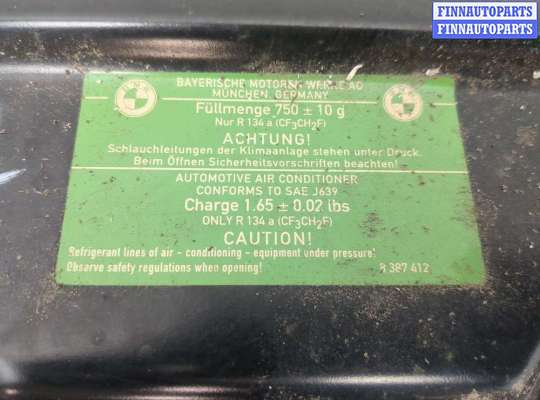 FINNAUTOPARTS
FINNAUTOPARTS
BAYERISCHE MOTOREN WERKE AG
MÜNCHEN, GERMANY
Füllmenge 750 ± 10 g
Nur R 134 a (CF3CH2F)
ACHTUNG!
Schlauchleitungen der Klimaanlage stehen unter Druck.
Beim Öffnen Sicherheitsvorschriften beachten!
AUTOMOTIVE AIR CONDITIONER
CONFORMS TO SAE J639
Charge 1.65 ± 0.02 lbs
ONLY R 134 a (CF3CH2F)
CAUTION!
Refrigerant lines of air - conditioning - equipment under pressure!
Observe safety regulations when opening!
8 387 412